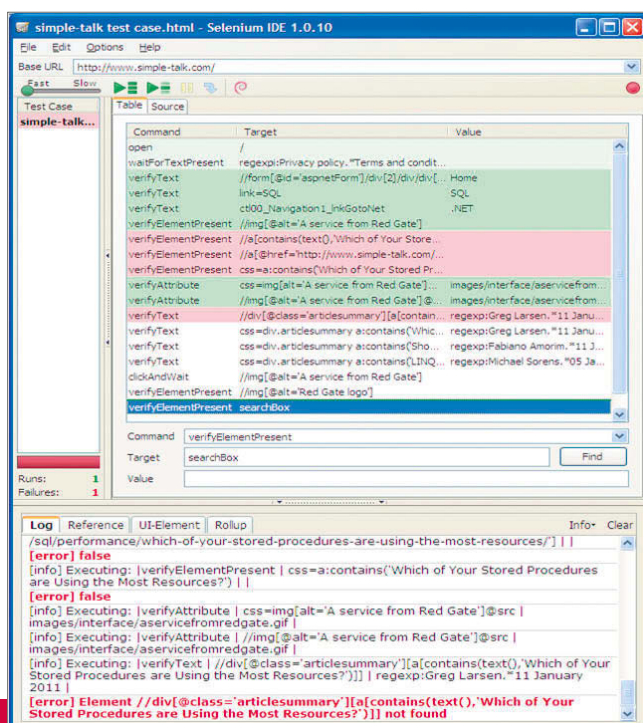 simple-talk test case.html - Selenium IDE 1.0.10
File Edit Options Help
Base URL http://www.simple-talk.com/
Fast Slow
Test Case
Table Source
simple-talk...
Command Target Value
open /
waitForTextPresent regexpi:Privacy policy.*Terms and condit...
verifyText //form[@id='aspnetForm']/div[2]/div/div[... Home
verifyText link=SQL SQL
verifyText ctl00_Navigation1_lnkGotoNet .NET
verifyElementPresent //img[@alt='A service from Red Gate']
verifyElementPresent //a[contains(text(),'Which of Your Store...
verifyElementPresent //a[@href='http://www.simple-talk.com/...
verifyElementPresent css=a:contains('Which of Your Stored Pr...
verifyAttribute css=img[alt='A service from Red Gate']... images/interface/aservicefrom...
verifyAttribute //img[@alt='A service from Red Gate']@... images/interface/aservicefrom...
verifyText //div[@class='articlesummary'][a[contain... regexp:Greg Larsen.*11 Janu...
verifyText css=div.articlesummary a:contains('Whic... regexp:Greg Larsen.*11 Janu...
verifyText css=div.articlesummary a:contains('Sho... regexp:Fabiano Amorim.*11 J...
verifyText css=div.articlesummary a:contains('LINQ... regexp:Michael Sorens.*05 Ja...
clickAndWait //img[@alt='A service from Red Gate']
verifyElementPresent //img[@alt='Red Gate logo']
verifyElementPresent searchBox
Command verifyElementPresent
Target searchBox Find
Value
Runs: 1
Failures: 1
Log Reference UI-Element Rollup Info Clear
/sql/performance/which-of-your-stored-procedures-are-using-the-most-resources/'] | |
[error] false
[info] Executing: |verifyElementPresent | css=a:contains('Which of Your Stored Procedures
are Using the Most Resources?') | |
[error] false
[info] Executing: |verifyAttribute | css=img[alt='A service from Red Gate']@src |
images/interface/aservicefromredgate.gif |
[info] Executing: |verifyAttribute | //img[@alt='A service from Red Gate']@src |
images/interface/aservicefromredgate.gif |
[info] Executing: |verifyText | //div[@class='articlesummary'][a[contains(text(),'Which of Your
Stored Procedures are Using the Most Resources?')]] | regexp:Greg Larsen.*11 January
2011 |
[error] Element //div[@class='articlesummary'][a[contains(text(),'Which of Your
Stored Procedures are Using the Most Resources?')]] not found